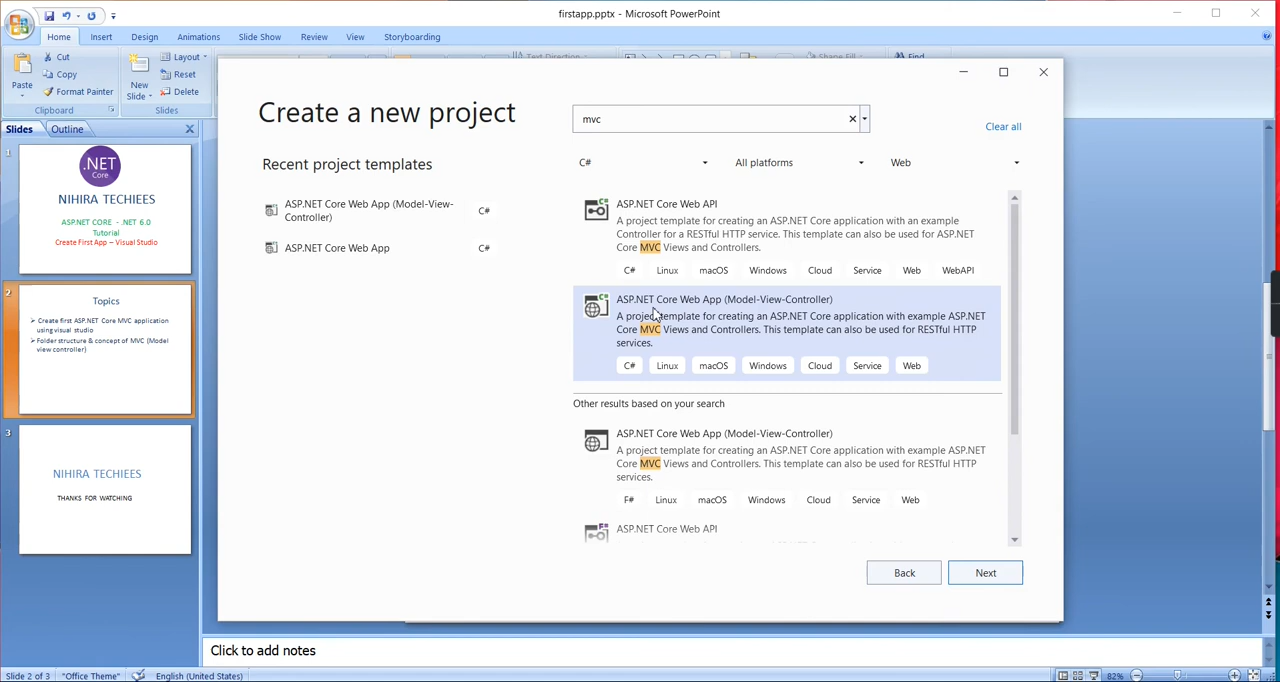 firstapp.pptx - Microsoft PowerPoint
Home Insert Design Animations Slide Show Review View Storyboarding
Paste
Cut
Copy
Format Painter
Clipboard
New
Slide
Layout
Reset
Delete
Slides
Text Direction
Shape Fill
Find
Slides Outline
1
.NET
Core
NIHIRA TECHIEES
ASP.NET CORE - .NET 6.0
Tutorial
Create First App – Visual Studio
2
Topics
Create first ASP.NET Core MVC application
using visual studio
Folder structure & concept of MVC (Model
view controller)
3
NIHIRA TECHIEES
THANKS FOR WATCHING
Create a new project
mvc
Clear all
Recent project templates
C# All platforms Web
ASP.NET Core Web App (Model-View-
Controller)
C#
ASP.NET Core Web App C#
ASP.NET Core Web API
A project template for creating an ASP.NET Core application with an example
Controller for a RESTful HTTP service. This template can also be used for ASP.NET
Core MVC Views and Controllers.
C# Linux macOS Windows Cloud Service Web WebAPI
ASP.NET Core Web App (Model-View-Controller)
A project template for creating an ASP.NET Core application with example ASP.NET
Core MVC Views and Controllers. This template can also be used for RESTful HTTP
services.
C# Linux macOS Windows Cloud Service Web
Other results based on your search
ASP.NET Core Web App (Model-View-Controller)
A project template for creating an ASP.NET Core application with example ASP.NET
Core MVC Views and Controllers. This template can also be used for RESTful HTTP
services.
F# Linux macOS Windows Cloud Service Web
ASP.NET Core Web API
Back Next
Click to add notes
Slide 2 of 3 "Office Theme" English (United States) 82%